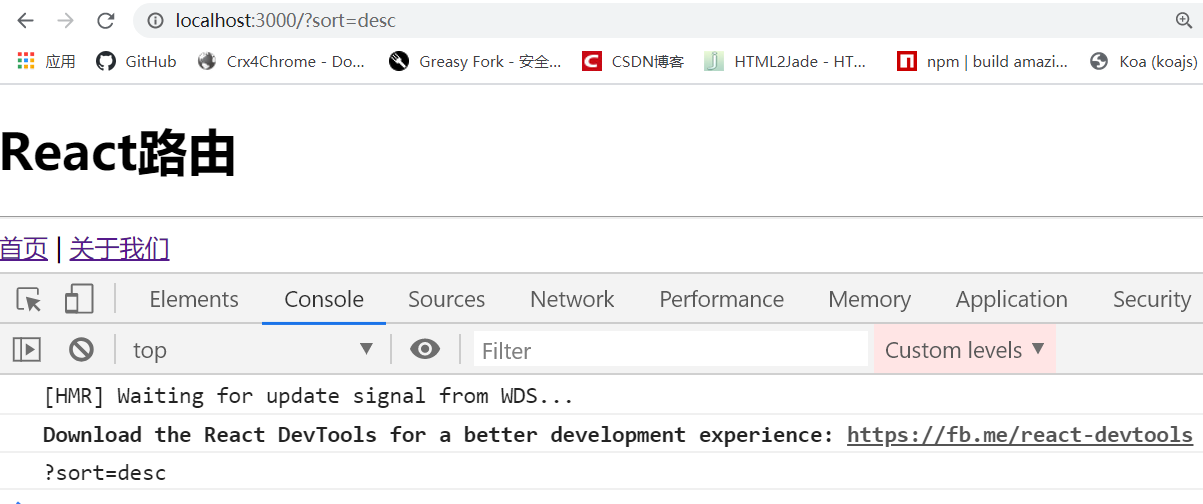 localhost:3000/?sort=desc
应用 GitHub Crx4Chrome - Do... Greasy Fork - 安全... CSDN博客 HTML2Jade - HT... npm | build amazi... Koa (koajs)
React路由
首页 | 关于我们
Elements Console Sources Network Performance Memory Application Security
top Filter Custom levels
[HMR] Waiting for update signal from WDS...
Download the React DevTools for a better development experience: https://fb.me/react-devtools
?sort=desc